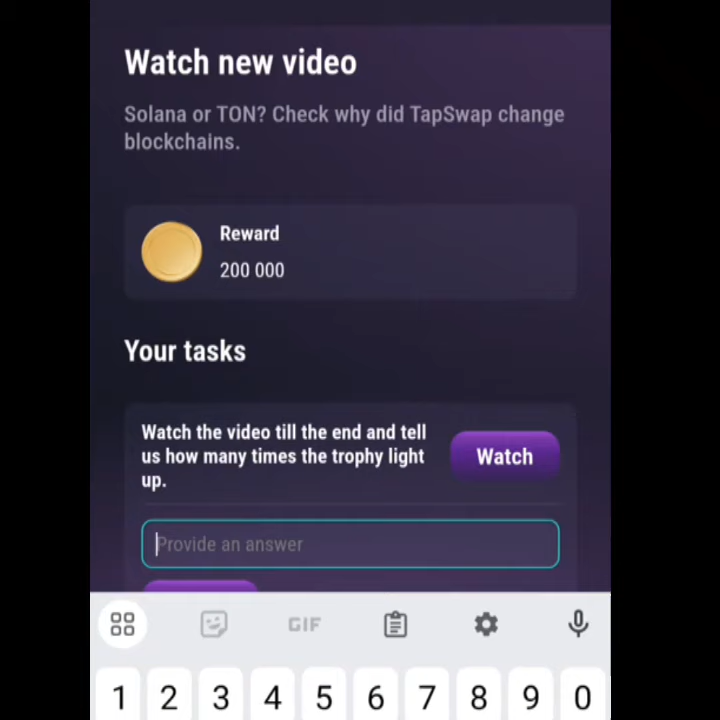 Watch new video
Solana or TON? Check why did TapSwap change
blockchains.
Reward
200 000
Your tasks
Watch the video till the end and tell
us how many times the trophy light
up.
Watch
Provide an answer
GIF
1 2 3 4 5 6 7 8 9 0